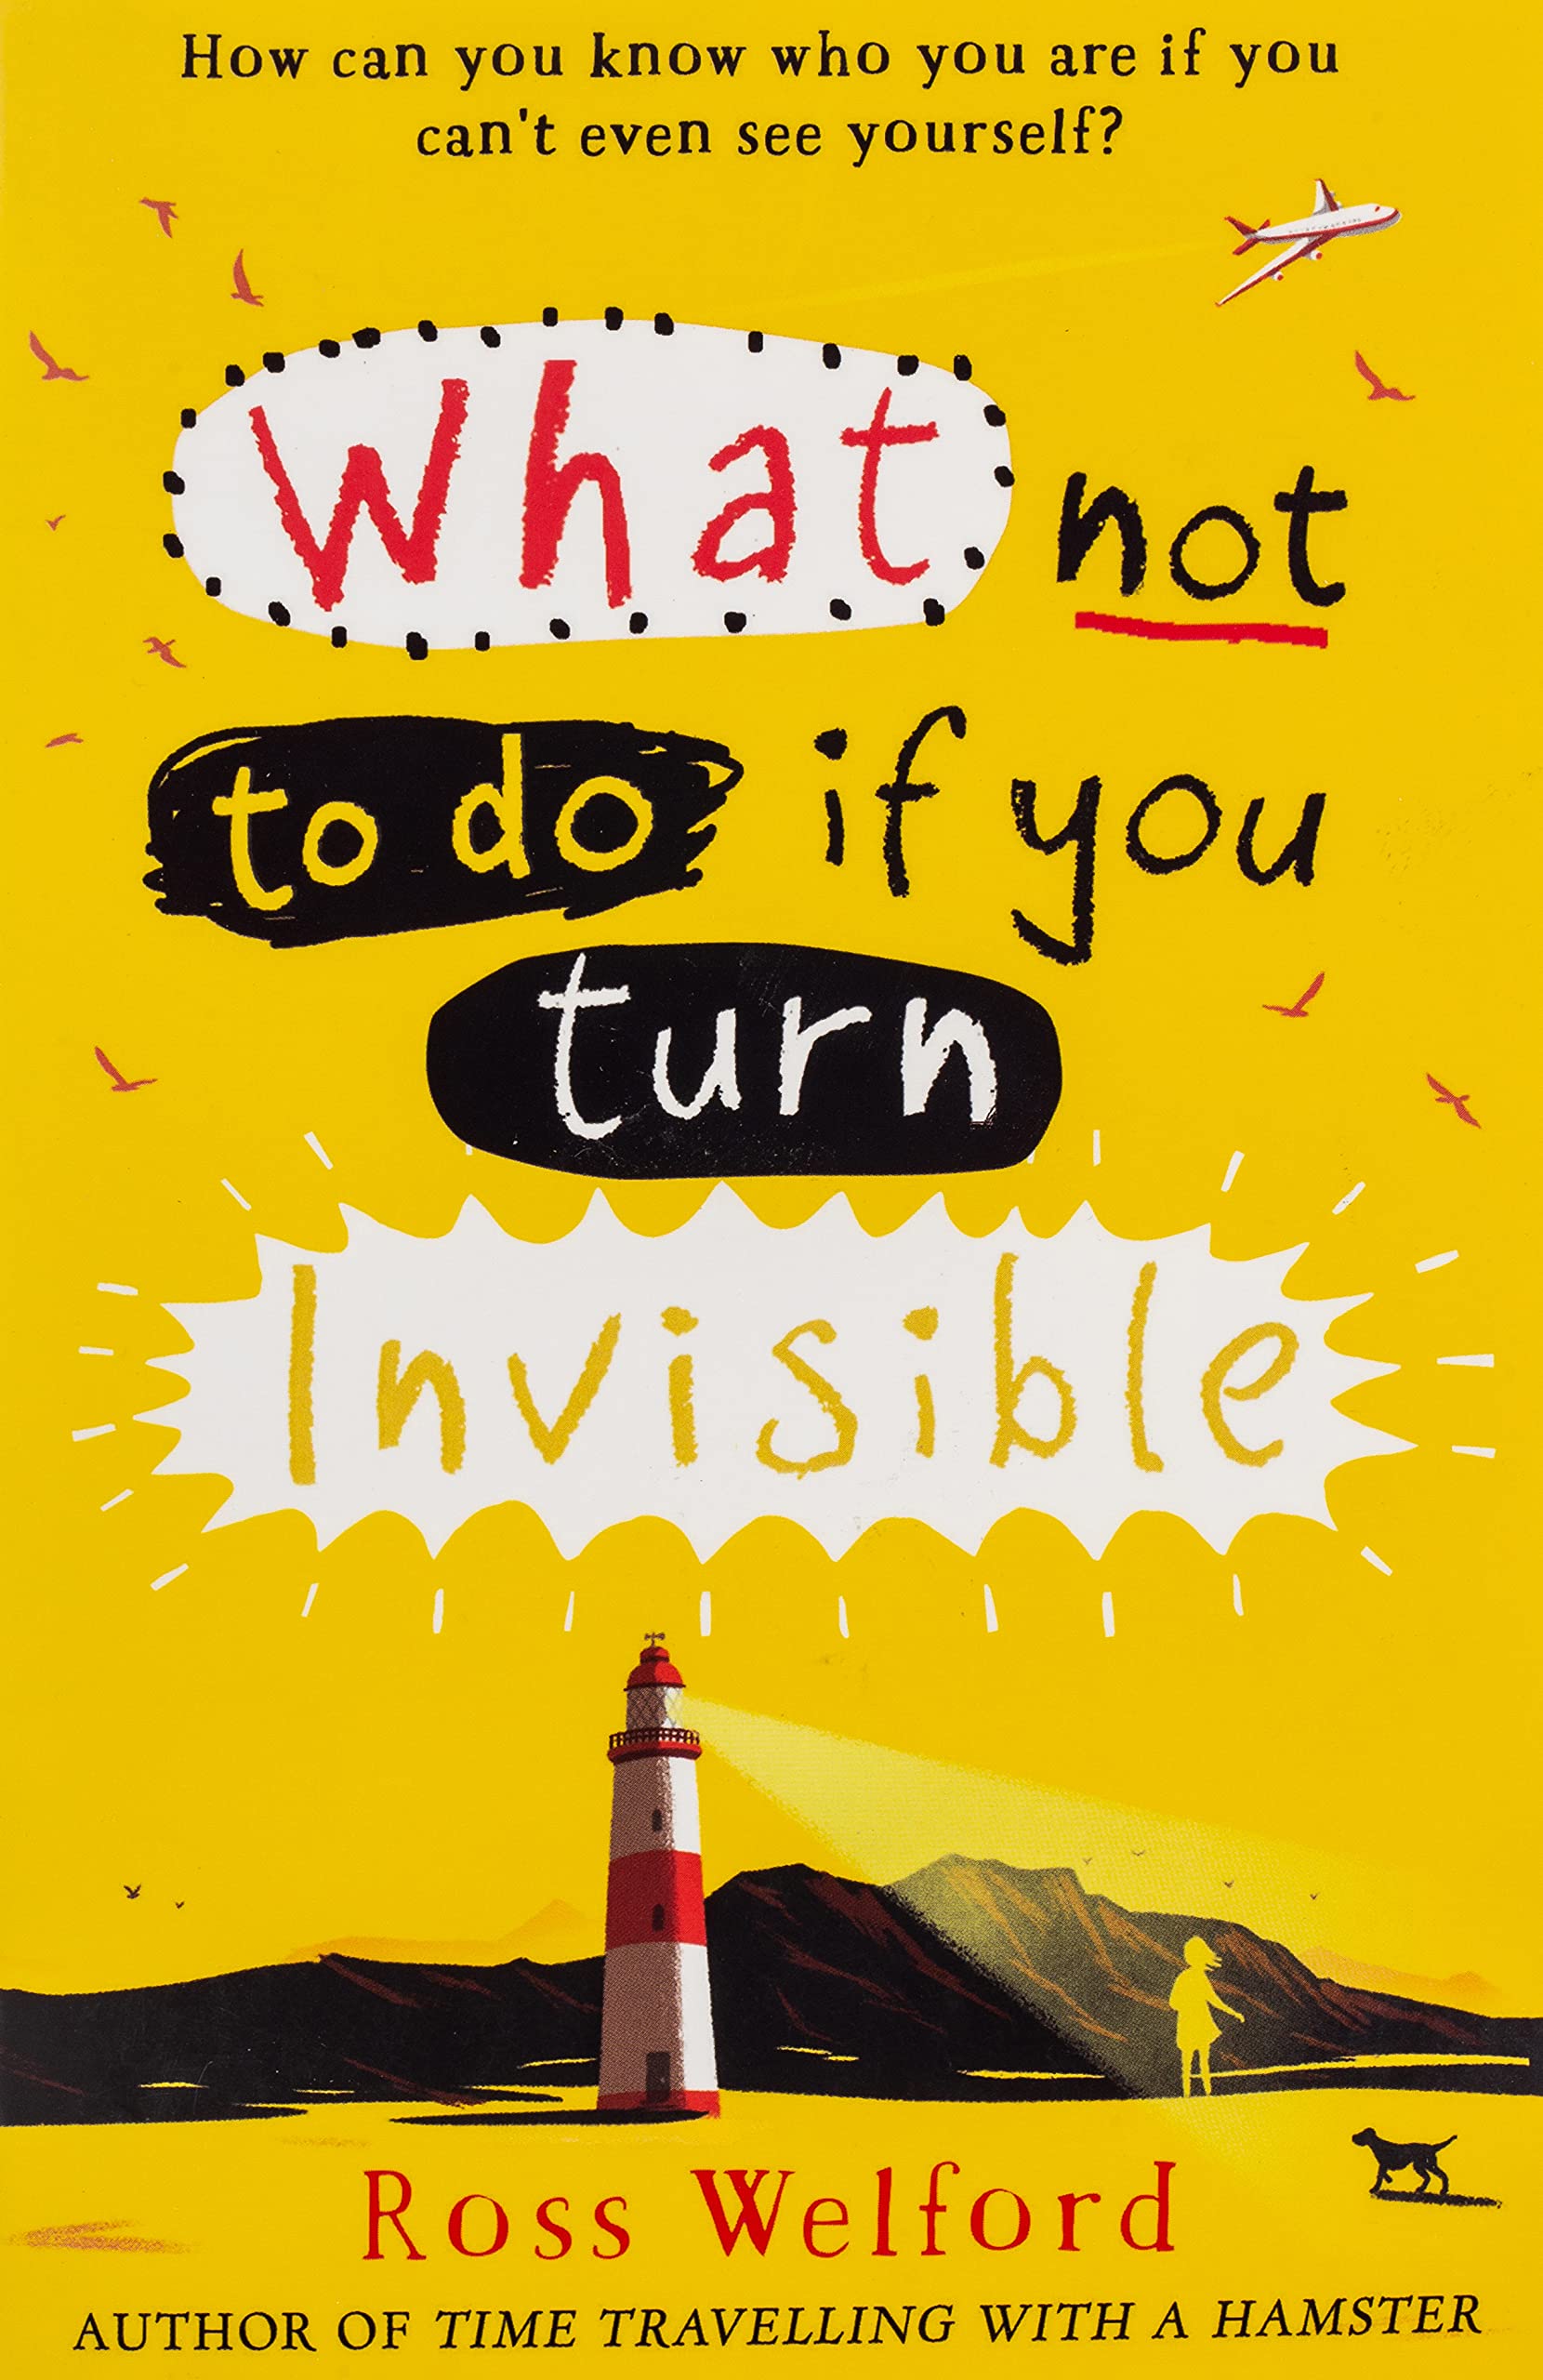 How can you know who you are if you
can't even see yourself?
What not
to do if you
turn
Invisible
Ross Welford
AUTHOR OF TIME TRAVELLING WITH A HAMSTER